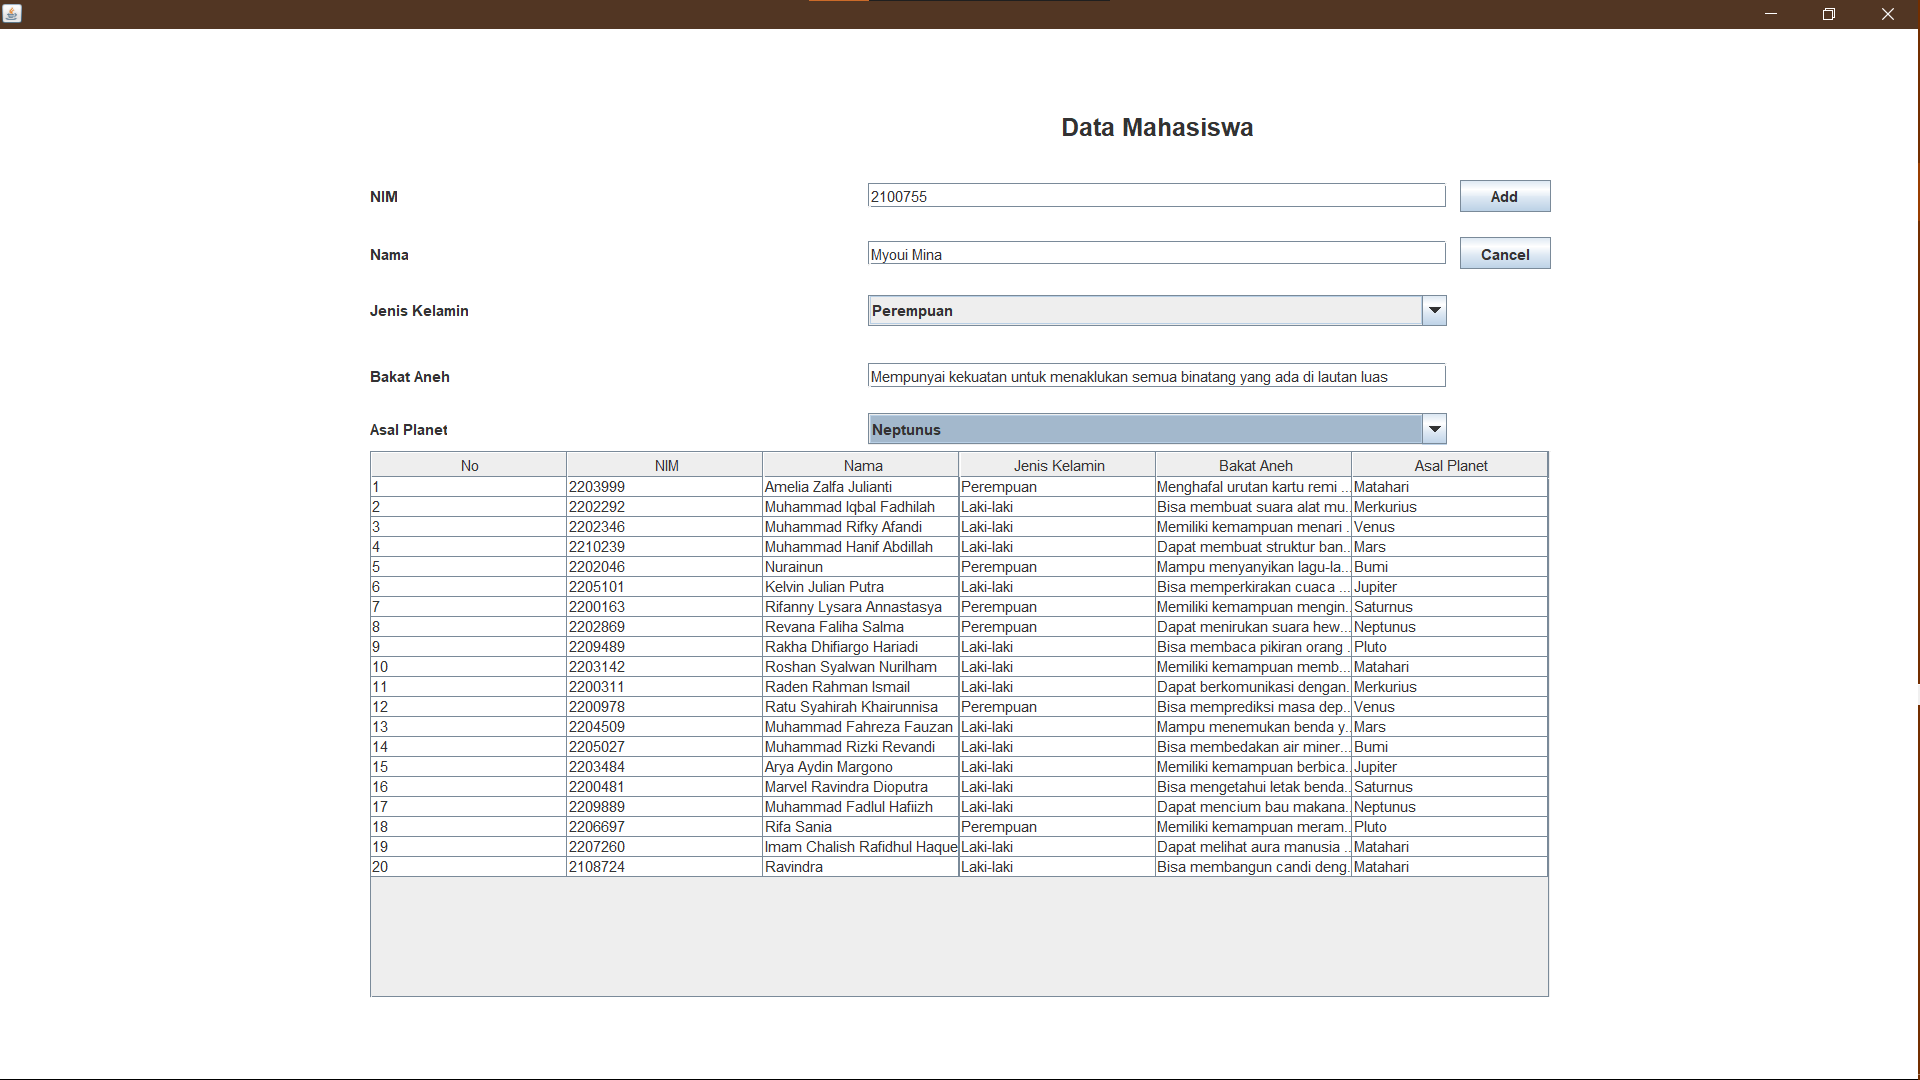 Data Mahasiswa
NIM 2100755 Add
Nama Myoui Mina Cancel
Jenis Kelamin Perempuan
Bakat Aneh Mempunyai kekuatan untuk menaklukan semua binatang yang ada di lautan luas
Asal Planet Neptunus
No NIM Nama Jenis Kelamin Bakat Aneh Asal Planet
1 2203999 Amelia Zalfa Julianti Perempuan Menghafal urutan kartu remi ... Matahari
2 2202292 Muhammad Iqbal Fadhilah Laki-laki Bisa membuat suara alat mu... Merkurius
3 2202346 Muhammad Rifky Afandi Laki-laki Memiliki kemampuan menari ... Venus
4 2210239 Muhammad Hanif Abdillah Laki-laki Dapat membuat struktur ban... Mars
5 2202046 Nurainun Perempuan Mampu menyanyikan lagu-la... Bumi
6 2205101 Kelvin Julian Putra Laki-laki Bisa memperkirakan cuaca ... Jupiter
7 2200163 Rifanny Lysara Annastasya Perempuan Memiliki kemampuan mengin... Saturnus
8 2202869 Revana Faliha Salma Perempuan Dapat menirukan suara hew... Neptunus
9 2209489 Rakha Dhifiargo Hariadi Laki-laki Bisa membaca pikiran orang ... Pluto
10 2203142 Roshan Syalwan Nurilham Laki-laki Memiliki kemampuan memb... Matahari
11 2200311 Raden Rahman Ismail Laki-laki Dapat berkomunikasi dengan... Merkurius
12 2200978 Ratu Syahirah Khairunnisa Perempuan Bisa memprediksi masa dep... Venus
13 2204509 Muhammad Fahreza Fauzan Laki-laki Mampu menemukan benda y... Mars
14 2205027 Muhammad Rizki Revandi Laki-laki Bisa membedakan air miner... Bumi
15 2203484 Arya Aydin Margono Laki-laki Memiliki kemampuan berbica... Jupiter
16 2200481 Marvel Ravindra Dioputra Laki-laki Bisa mengetahui letak benda... Saturnus
17 2209889 Muhammad Fadlul Hafiizh Laki-laki Dapat mencium bau makana... Neptunus
18 2206697 Rifa Sania Perempuan Memiliki kemampuan meram... Pluto
19 2207260 Imam Chalish Rafidhul Haque Laki-laki Dapat melihat aura manusia ... Matahari
20 2108724 Ravindra Laki-laki Bisa membangun candi deng... Matahari